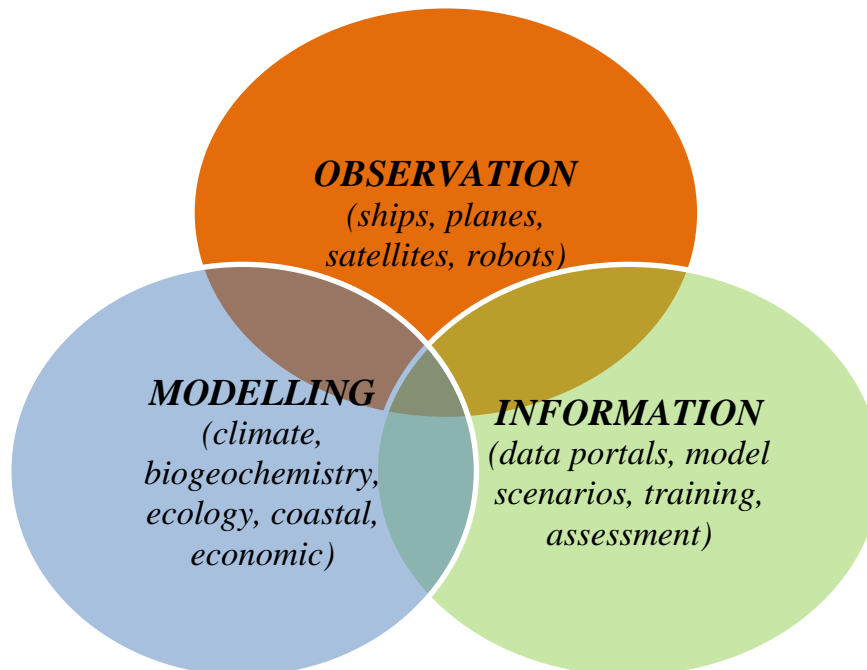 OBSERVATION
(ships, planes,
satellites, robots)
MODELLING
(climate,
biogeochemistry,
ecology, coastal,
economic)
INFORMATION
(data portals, model
scenarios, training,
assessment)